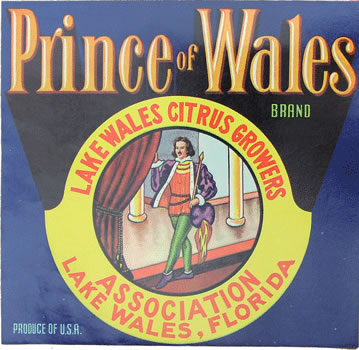 Prince of Wales
BRAND
LAKE WALES CITRUS GROWERS
ASSOCIATION
LAKE WALES, FLORIDA
PRODUCE OF U.S.A.